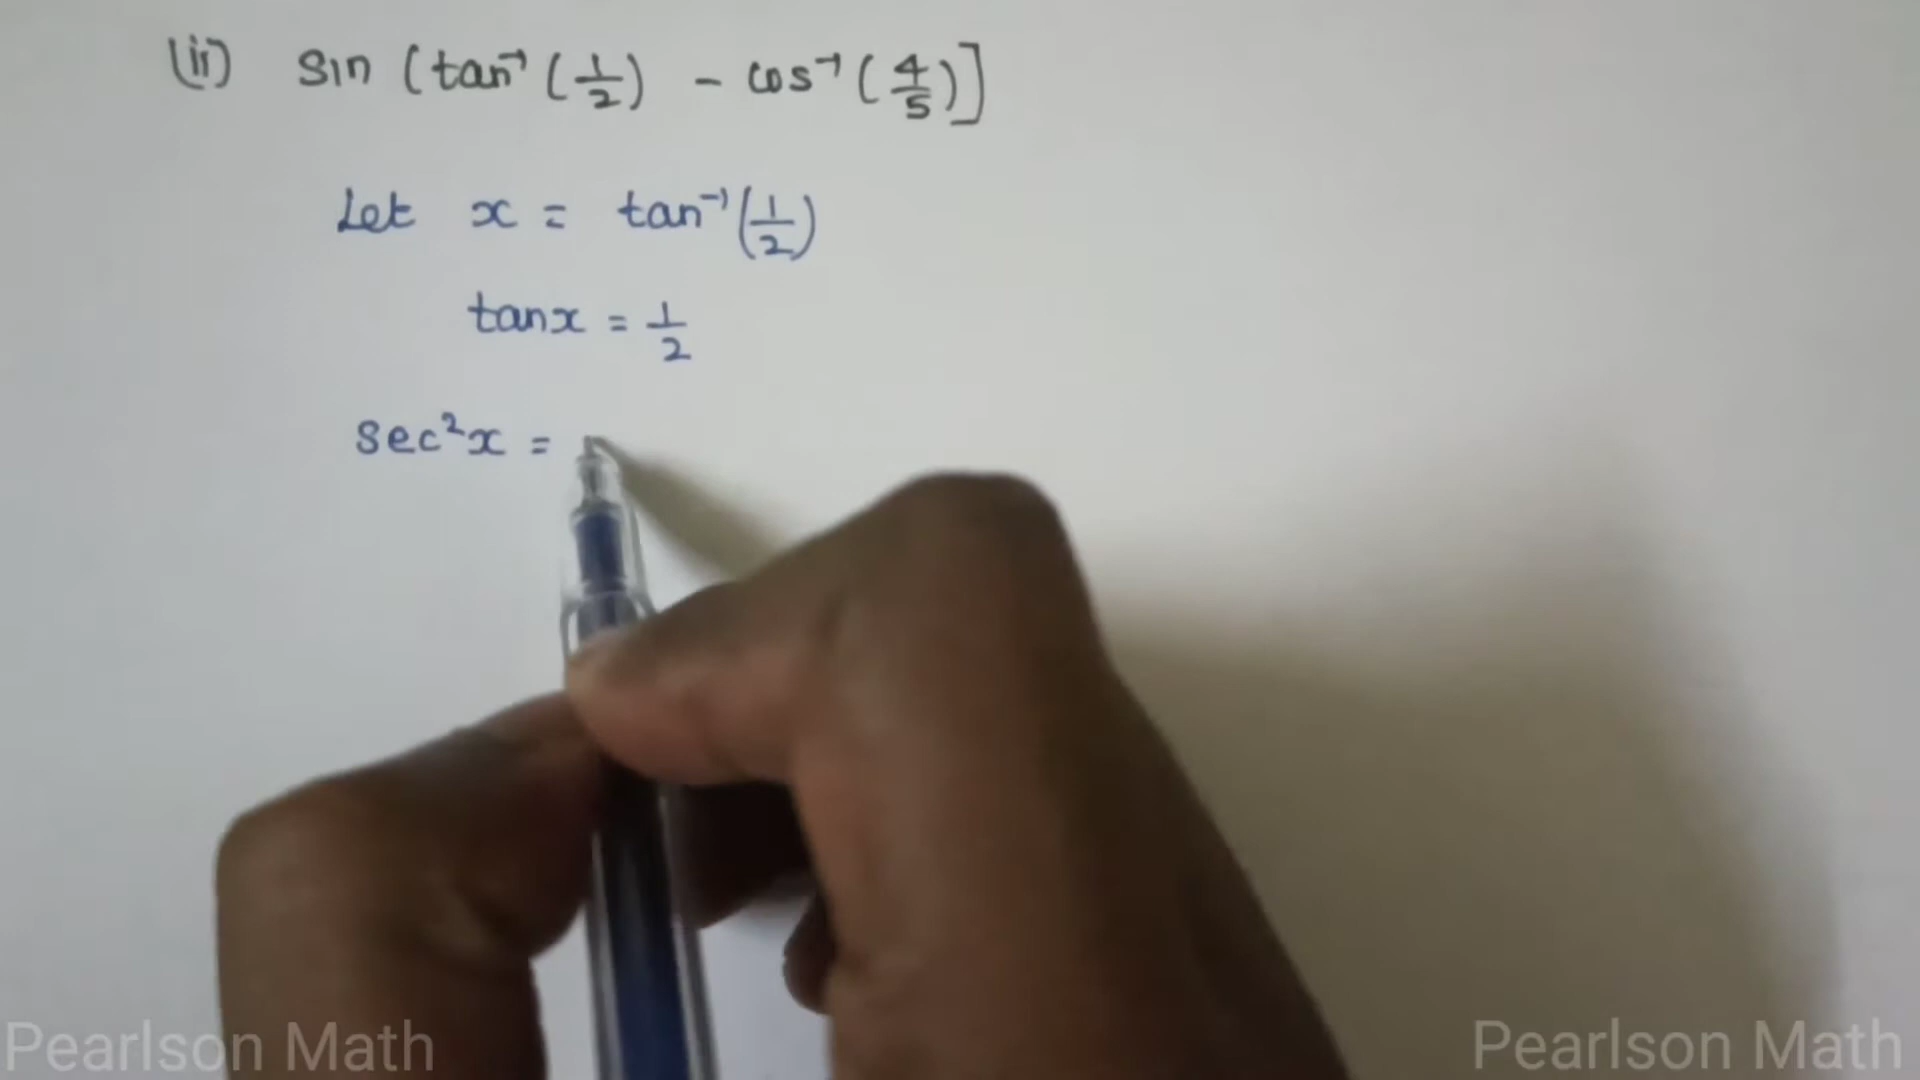 (ii) sin (tan⁻¹ (1/2) - cos⁻¹ (4/5)]
Let x = tan⁻¹ (1/2)
tanx = 1/2
sec²x =
Pearlson Math Pearlson Math